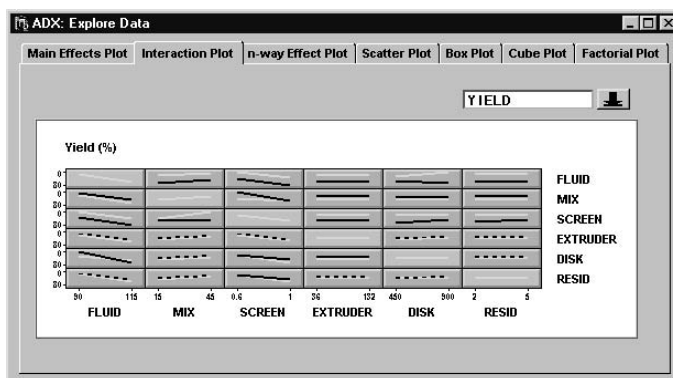 ADX: Explore Data
Main Effects Plot Interaction Plot n-way Effect Plot Scatter Plot Box Plot Cube Plot Factorial Plot
YIELD
Yield (%)
FLUID
MIX
SCREEN
EXTRUDER
DISK
RESID
90 115 15 45 0.6 1 36 132 450 900 2 5
FLUID MIX SCREEN EXTRUDER DISK RESID